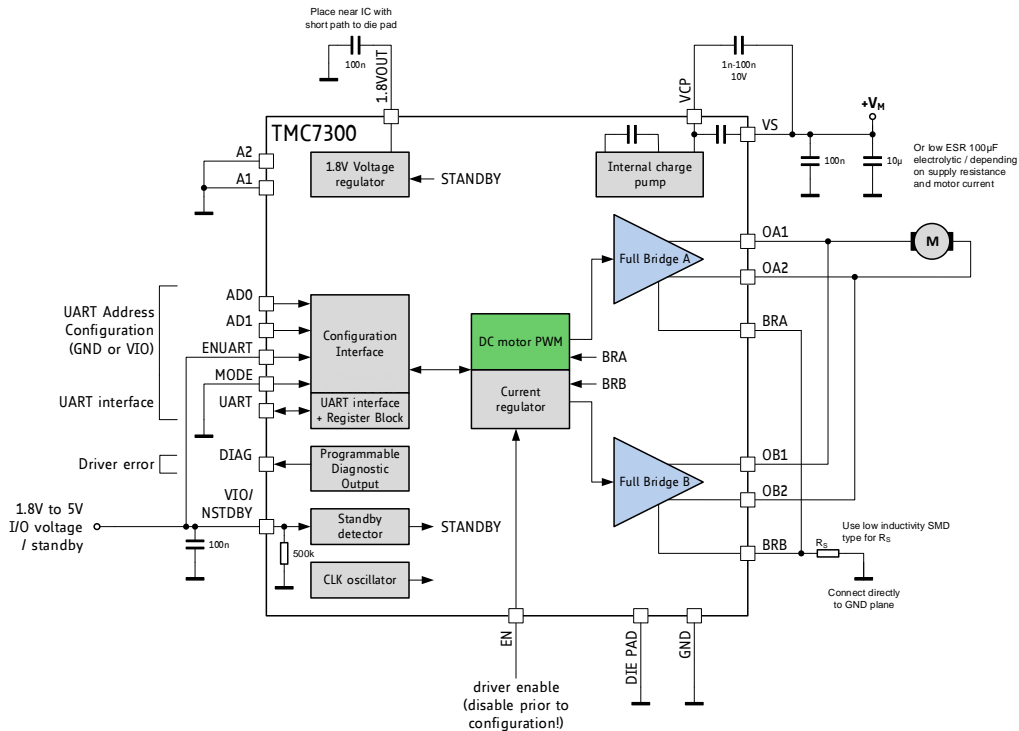 Place near IC with
short path to die pad
100n
1.8VOUT
VCP
1n-100n
10V
+VM
TMC7300
VS
100n
10µ
Or low ESR 100µF
electrolytic / depending
on supply resistance
and motor current
A2
A1
1.8V Voltage
regulator
STANDBY
Internal charge
pump
OA1
M
Full Bridge A
OA2
UART Address
Configuration
(GND or VIO)
UART interface
AD0
AD1
ENUART
MODE
UART
Configuration
Interface
UART interface
+ Register Block
DC motor PWM
BRA
BRB
Current
regulator
BRA
Driver error
DIAG
Programmable
Diagnostic
Output
OB1
Full Bridge B
OB2
1.8V to 5V
I/O voltage
/ standby
VIO/
NSTDBY
100n
500k
Standby
detector
STANDBY
CLK oscillator
BRB
RS
Use low inductivity SMD
type for RS
Connect directly
to GND plane
EN
DIE PAD
GND
driver enable
(disable prior to
configuration!)